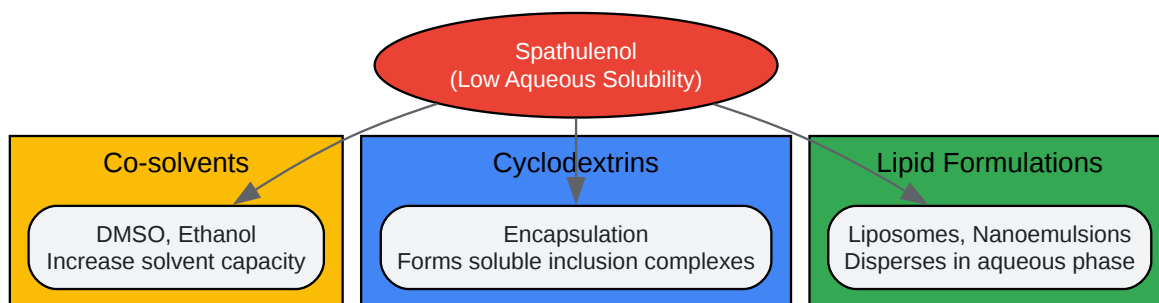 Spathulenol
(Low Aqueous Solubility)
Co-solvents
DMSO, Ethanol
Increase solvent capacity
Cyclodextrins
Encapsulation
Forms soluble inclusion complexes
Lipid Formulations
Liposomes, Nanoemulsions
Disperses in aqueous phase